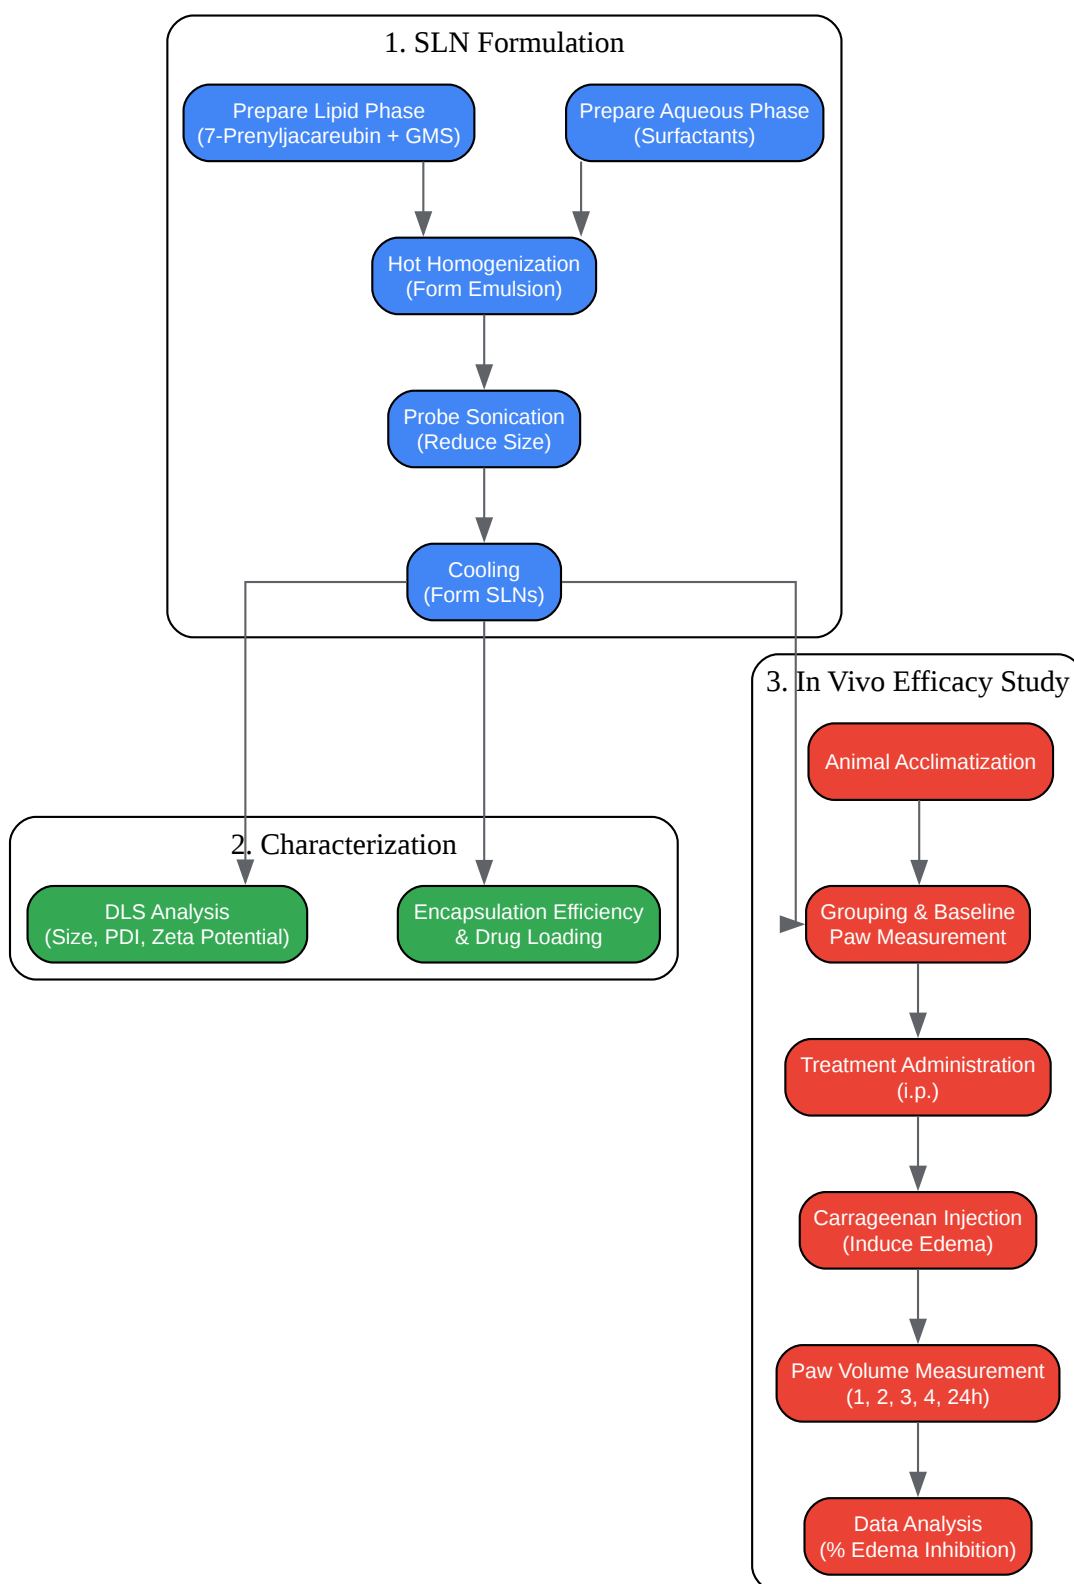 1. SLN Formulation
Prepare Lipid Phase
(7-Prenyljacareubin + GMS)
Prepare Aqueous Phase
(Surfactants)
Hot Homogenization
(Form Emulsion)
Probe Sonication
(Reduce Size)
Cooling
(Form SLNs)
2. Characterization
DLS Analysis
(Size, PDI, Zeta Potential)
Encapsulation Efficiency
& Drug Loading
3. In Vivo Efficacy Study
Animal Acclimatization
Grouping & Baseline
Paw Measurement
Treatment Administration
(i.p.)
Carrageenan Injection
(Induce Edema)
Paw Volume Measurement
(1, 2, 3, 4, 24h)
Data Analysis
(% Edema Inhibition)